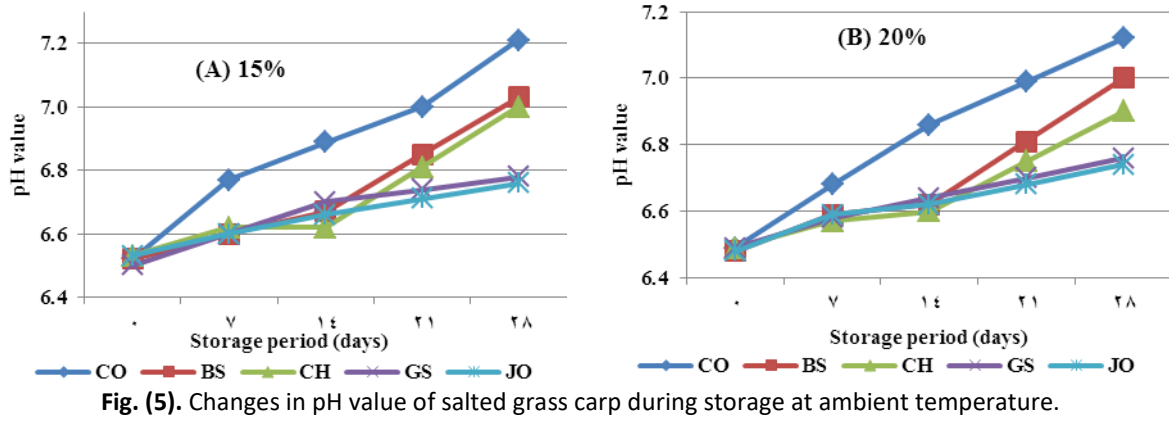 (A) 15%
pH value
7.2
7.0
6.8
6.6
6.4
٠ ٧ ١٤ ٢١ ٢٨
Storage period (days)
CO BS CH GS JO
(B) 20%
pH value
7.2
7.0
6.8
6.6
6.4
٠ ٧ ١٤ ٢١ ٢٨
Storage period (days)
CO BS CH GS JO
Fig. (5). Changes in pH value of salted grass carp during storage at ambient temperature.